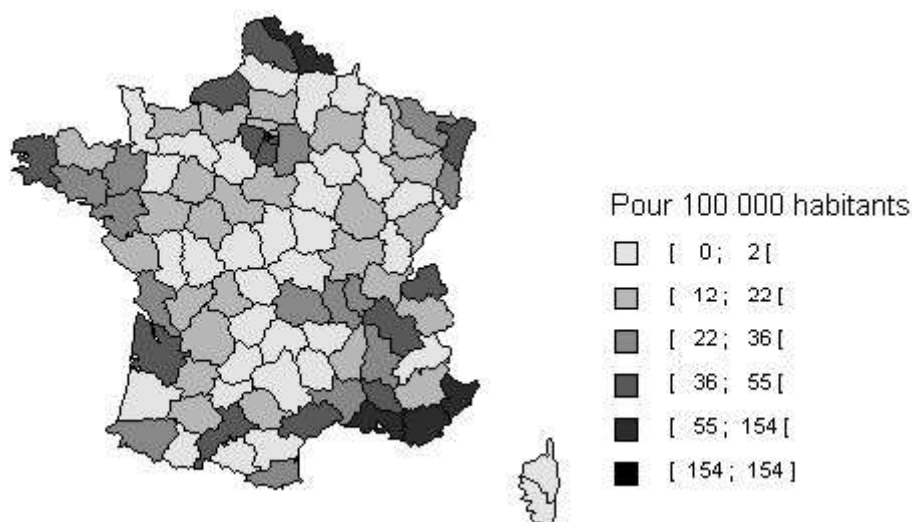 Pour 100 000 habitants
[ 0 ; 2 [
[ 12 ; 22 [
[ 22 ; 36 [
[ 36 ; 55 [
[ 55 ; 154 [
[ 154 ; 154 ]